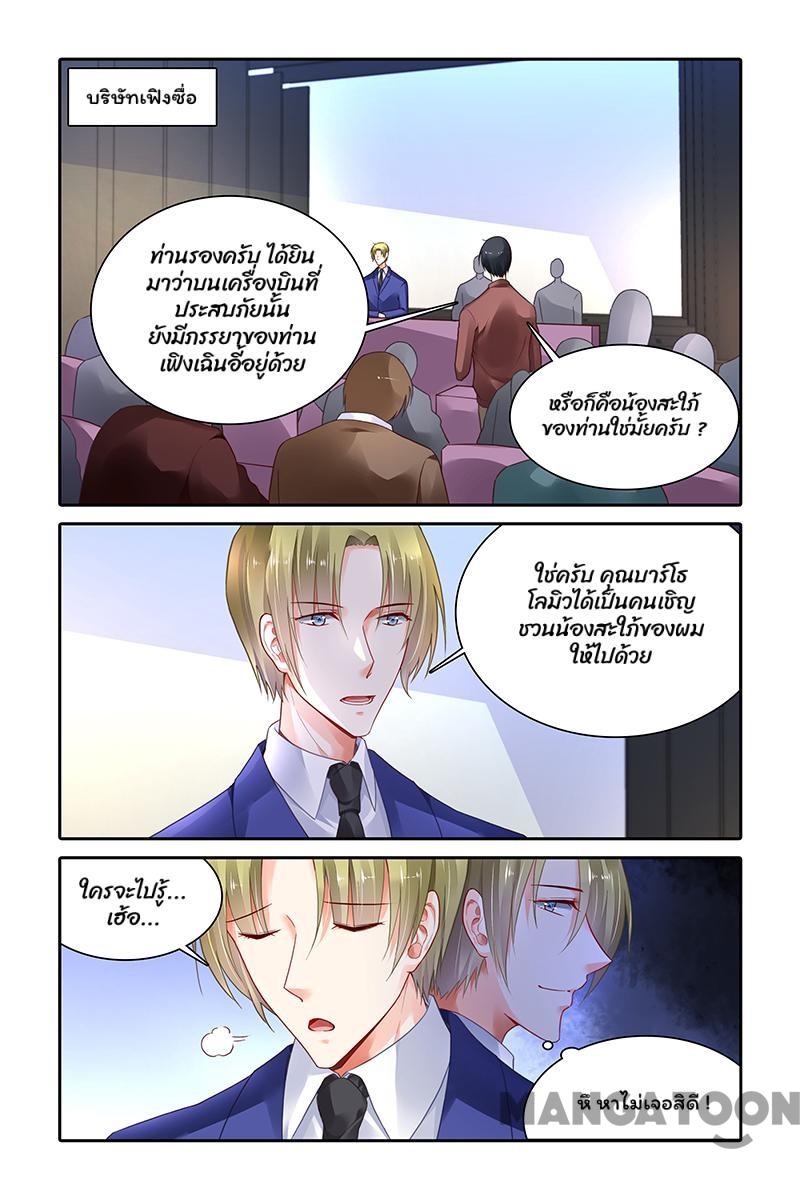 บริษัทเฟิงซื่อ
ท่านรองครับ ได้ยิน
มาว่าบนเครื่องบินที่
ประสบภัยนั้น
ยังมีภรรยาของท่าน
เฟิงเฉินอี้อยู่ด้วย
หรือก็คือน้องสะใภ้
ของท่านใช่มั้ยครับ ?
ใช่ครับ คุณบาร์โธ
โลมิวได้เป็นคนเชิญ
ชวนน้องสะใภ้ของผม
ให้ไปด้วย
ใครจะไปรู้...
เฮ้อ...
หึ หาไม่เจอสิดี !
MANGATOON